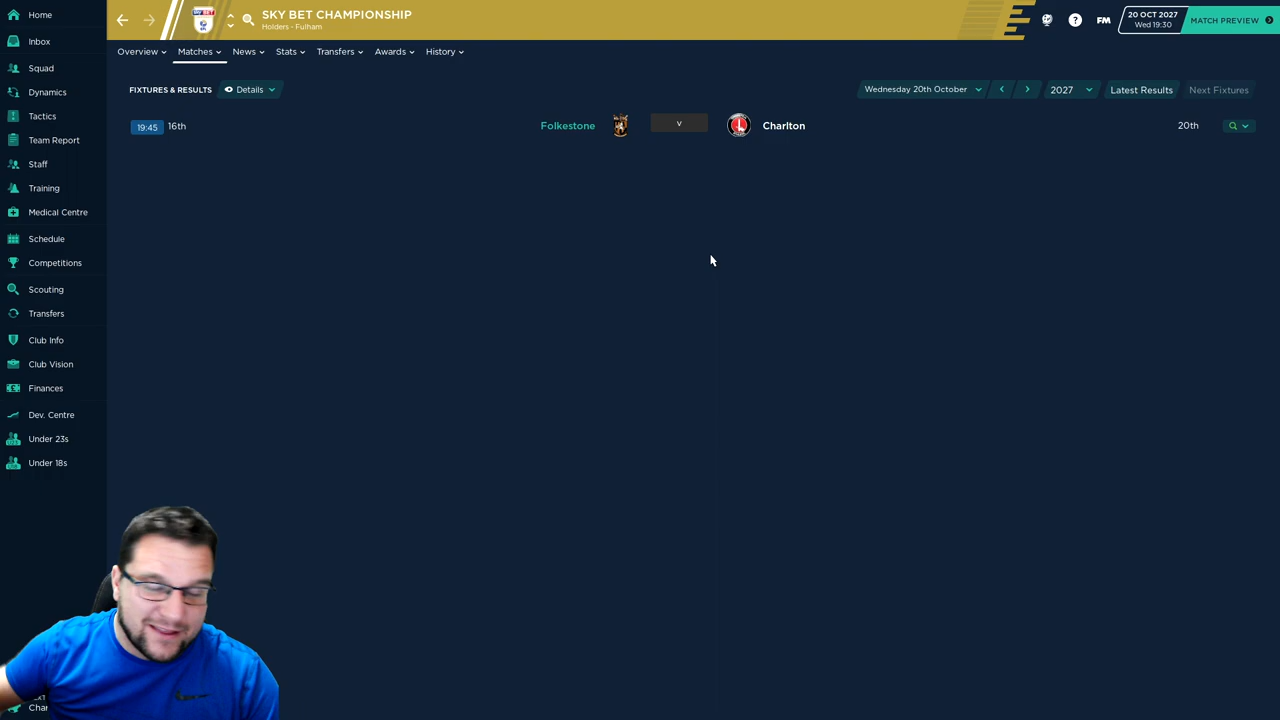 Home
Inbox
Squad
Dynamics
Tactics
Team Report
Staff
Training
Medical Centre
Schedule
Competitions
Scouting
Transfers
Club Info
Club Vision
Finances
Dev. Centre
Under 23s
Under 18s
SKY BET
SKY BET CHAMPIONSHIP
Holders - Fulham
FM
20 OCT 2027
Wed 19:30
MATCH PREVIEW
Overview
Matches
News
Stats
Transfers
Awards
History
FIXTURES & RESULTS
Details
Wednesday 20th October
2027
Latest Results
Next Fixtures
19:45
16th
Folkestone
v
Charlton
20th